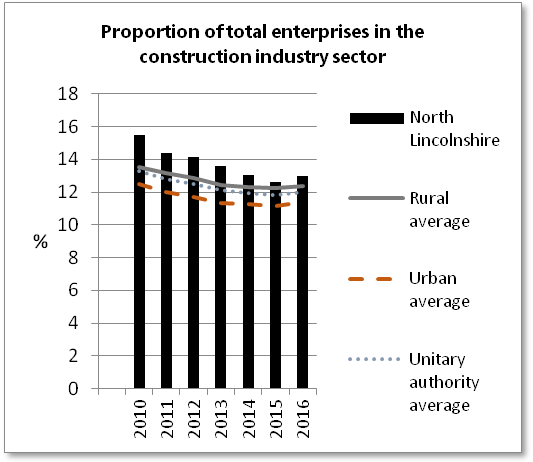 Proportion of total enterprises in the
construction industry sector
18
16
14
12
10
8
6
4
2
0
%
2010
2011
2012
2013
2014
2015
2016
North
Lincolnshire
Rural
average
Urban
average
Unitary
authority
average